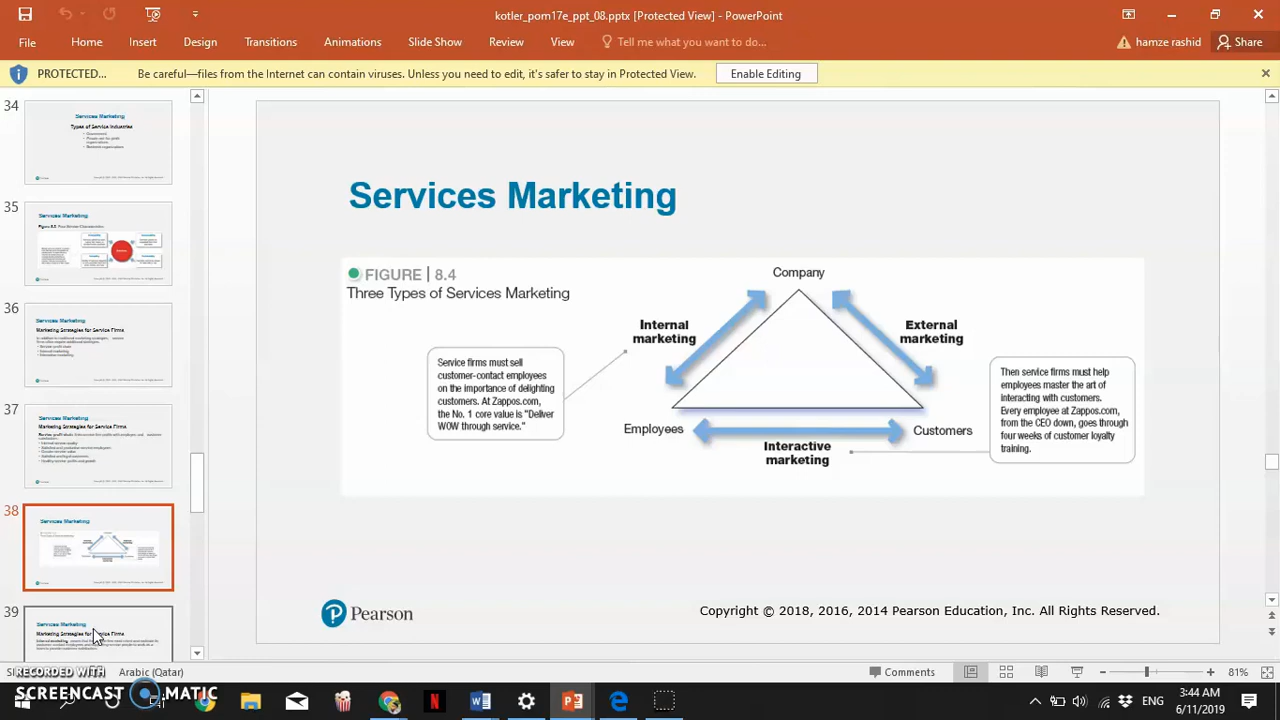 kotler_pom17e_ppt_08.pptx [Protected View] - PowerPoint
File Home Insert Design Transitions Animations Slide Show Review View Tell me what you want to do... hamze rashid Share
PROTECTED... Be careful—files from the Internet can contain viruses. Unless you need to edit, it's safer to stay in Protected View. Enable Editing
34
Services Marketing
Types of Service Industries
35
Services Marketing
36
Services Marketing
Marketing Strategies for Service Firms
37
Services Marketing
Marketing Strategies for Service Firms
38
Services Marketing
39
Services Marketing
Marketing Strategies for Service Firms
Services Marketing
FIGURE | 8.4
Three Types of Services Marketing
Company
Internal
marketing
External
marketing
Service firms must sell
customer-contact employees
on the importance of delighting
customers. At Zappos.com,
the No. 1 core value is "Deliver
WOW through service."
Then service firms must help
employees master the art of
interacting with customers.
Every employee at Zappos.com,
from the CEO down, goes through
four weeks of customer loyalty
training.
Employees
Customers
Interactive
marketing
Pearson
Copyright © 2018, 2016, 2014 Pearson Education, Inc. All Rights Reserved.
Arabic (Qatar) Comments 81%
RECORDED WITH
SCREENCAST MATIC
ENG
3:44 AM
6/11/2019